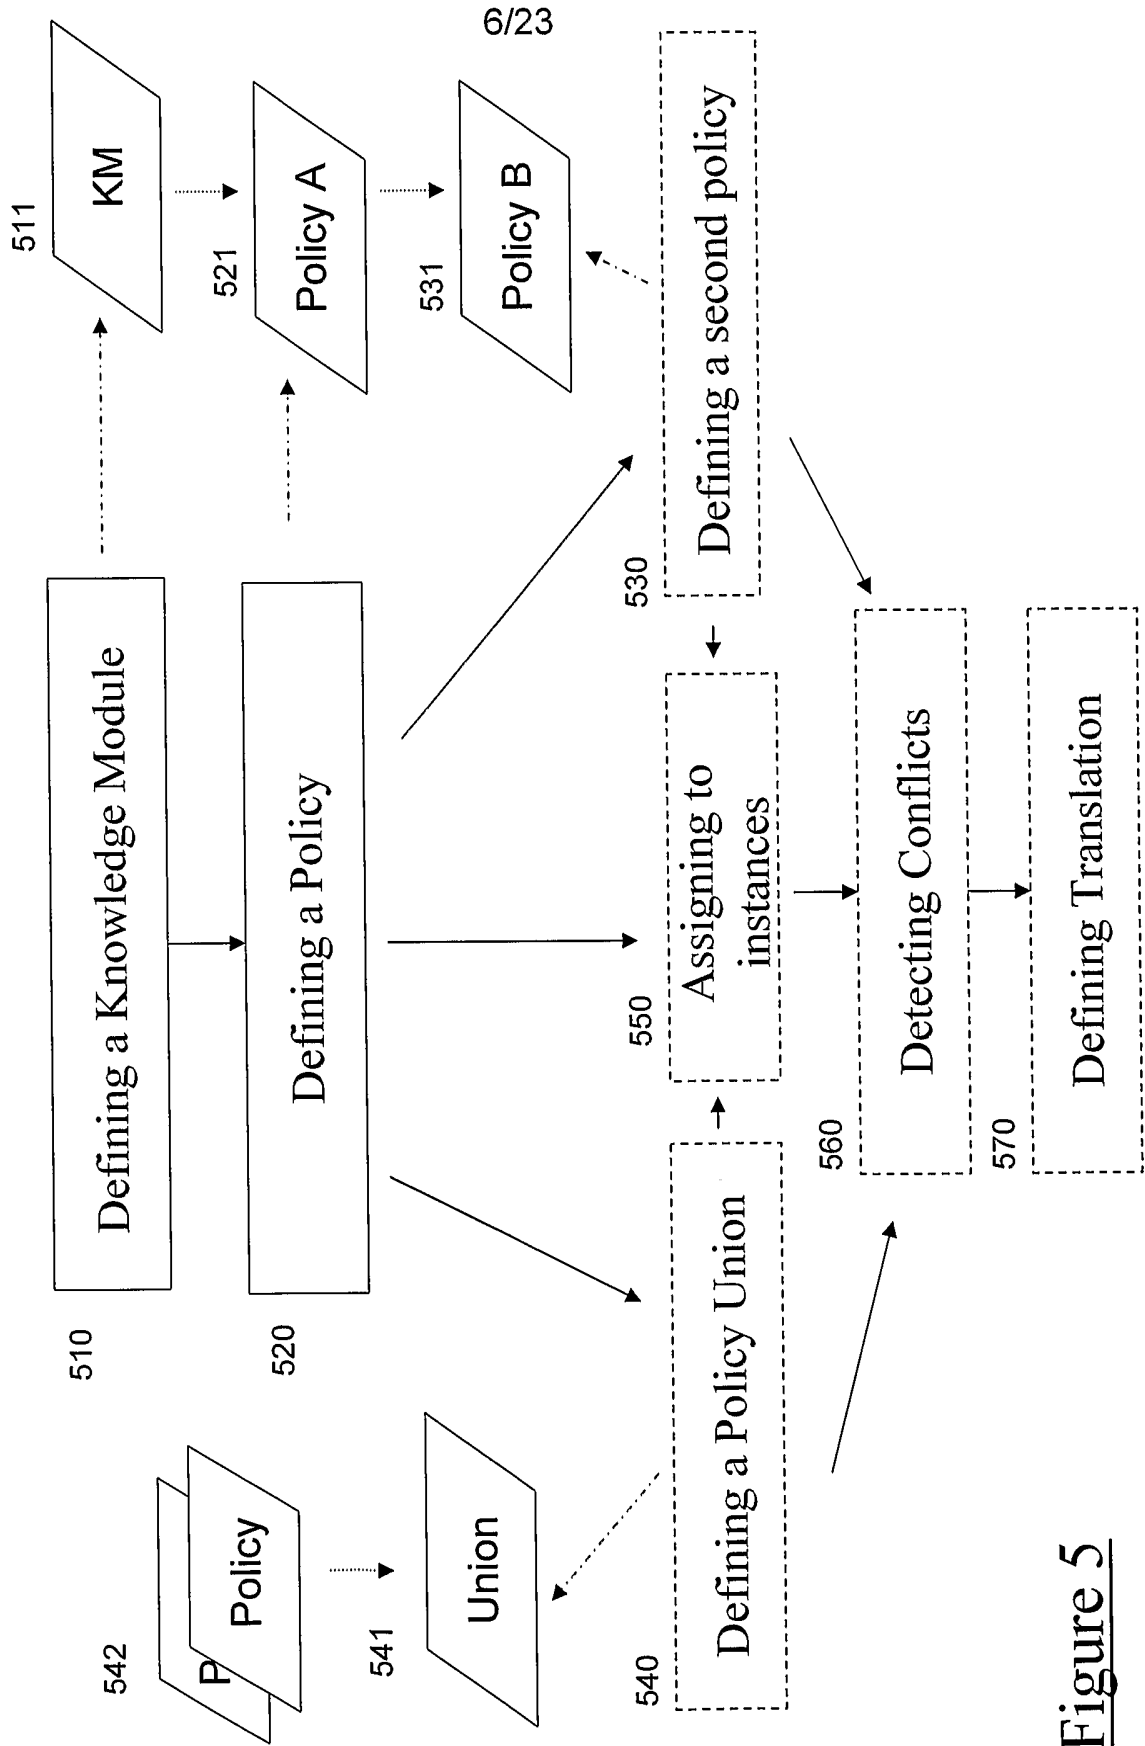 6/23
510
Defining a Knowledge Module
511
KM
520
Defining a Policy
521
Policy A
531
Policy B
542
P
Policy
541
Union
540
Defining a Policy Union
550
Assigning to
instances
530
Defining a second policy
560
Detecting Conflicts
570
Defining Translation
Figure 5